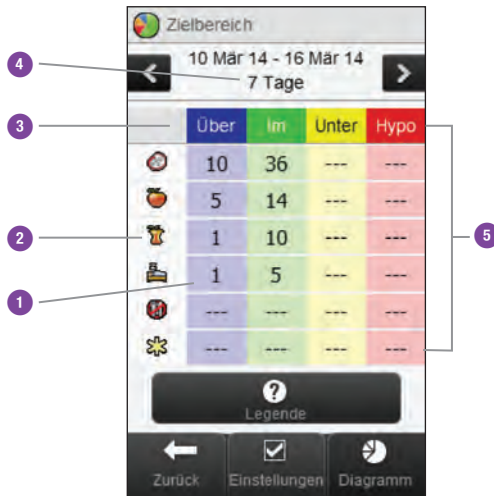 Zielbereich
10 Mär 14 - 16 Mär 14
7 Tage
4
3
Über Im Unter Hypo
10 36 --- ---
5 14 --- ---
2
1 10 --- ---
5
1 5 --- ---
1
--- --- --- ---
--- --- --- ---
?
Legende
Zurück Einstellungen Diagramm